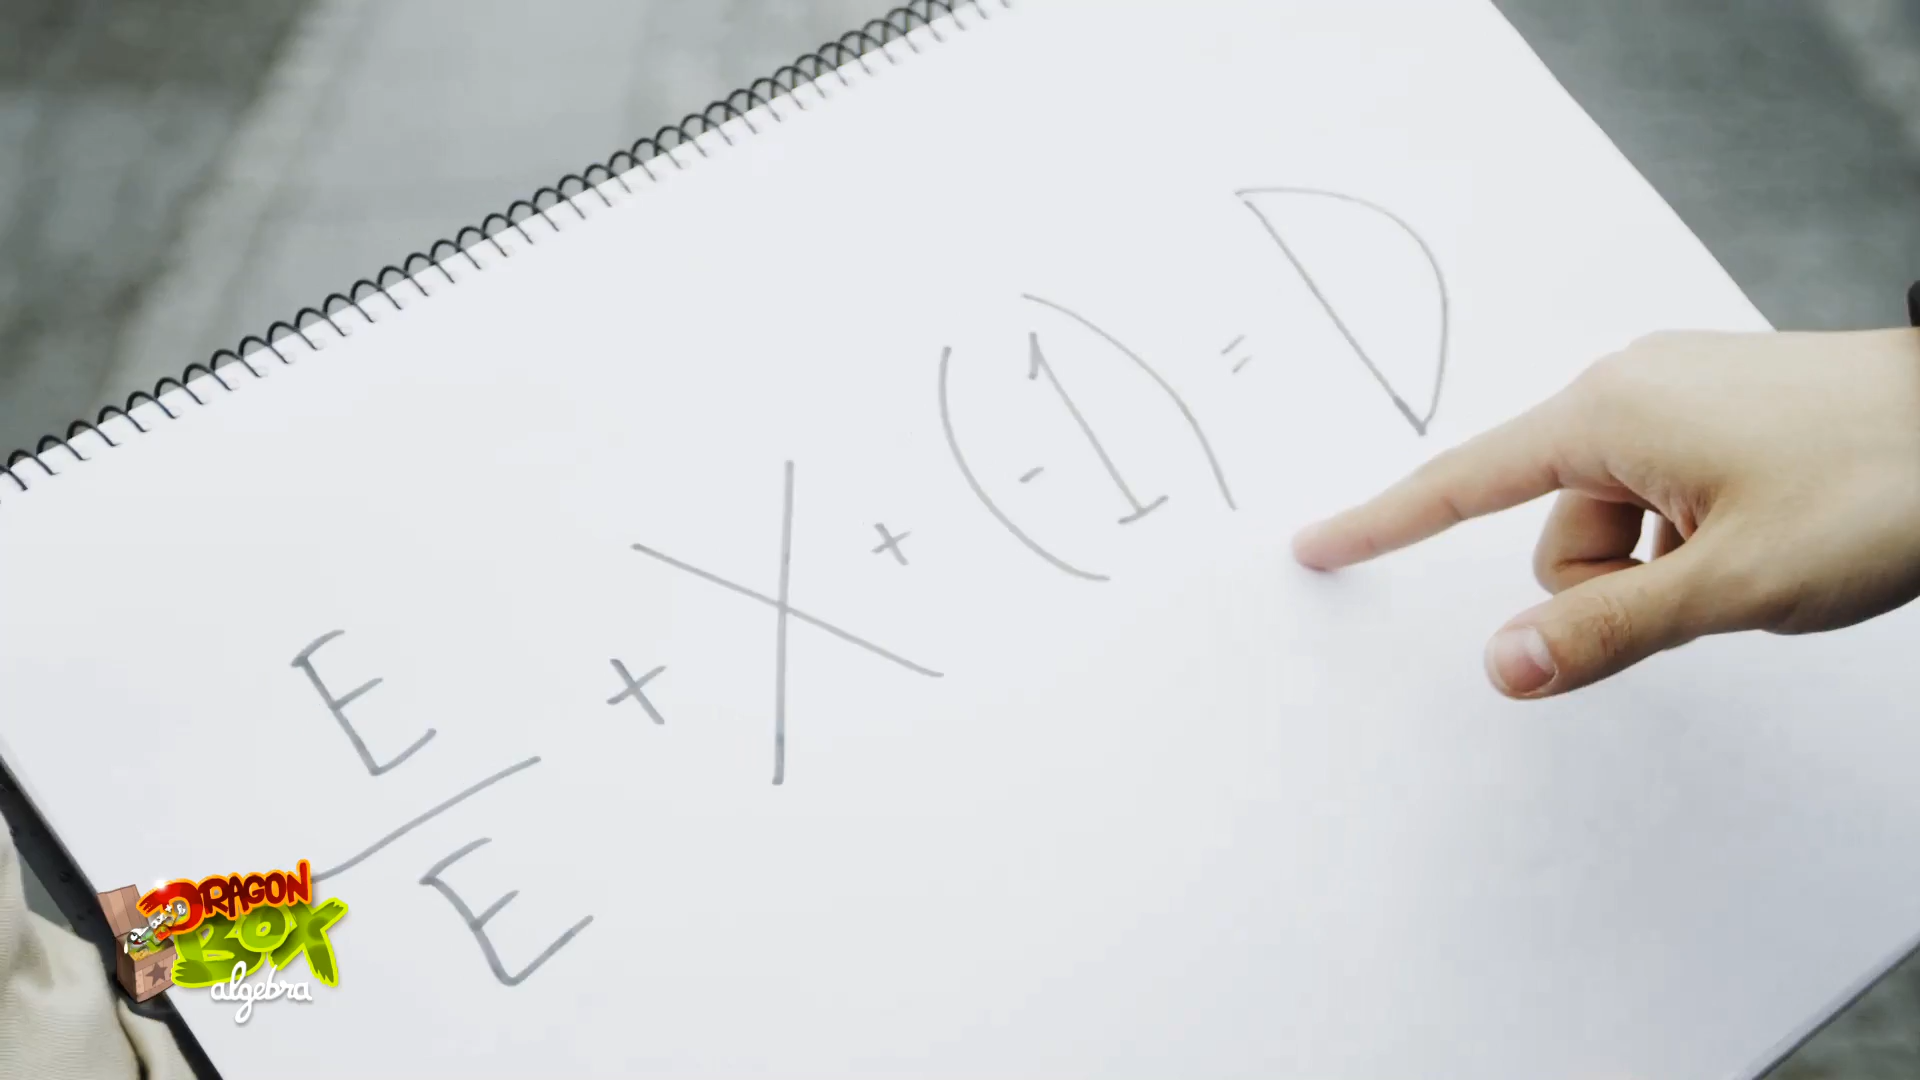 E/E + X + (-1) = D
DRAGON
BOX
algebra